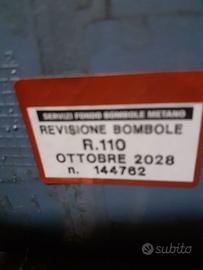 SERVIZI FONDO BOMBOLE METANO
REVISIONE BOMBOLE
R.110
OTTOBRE 2028
n. 144762
subito